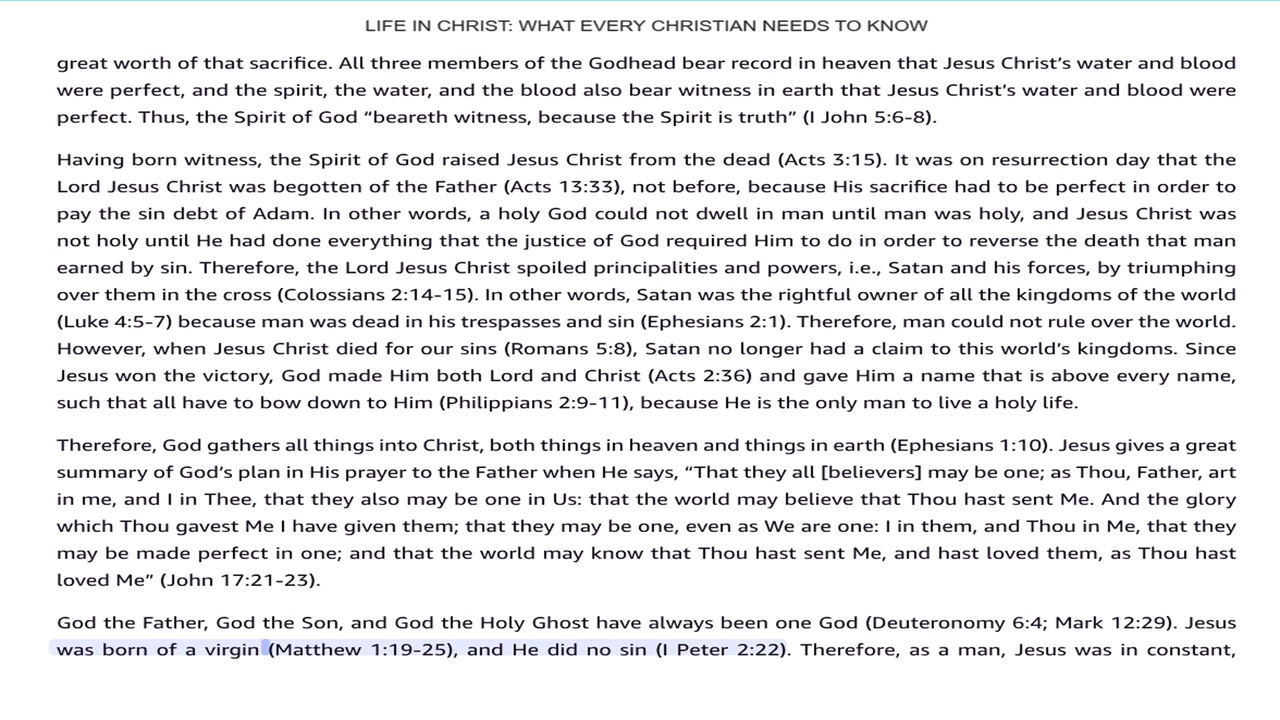 LIFE IN CHRIST: WHAT EVERY CHRISTIAN NEEDS TO KNOW
great worth of that sacrifice. All three members of the Godhead bear record in heaven that Jesus Christ’s water and blood
were perfect, and the spirit, the water, and the blood also bear witness in earth that Jesus Christ’s water and blood were
perfect. Thus, the Spirit of God “beareth witness, because the Spirit is truth” (I John 5:6-8).
Having born witness, the Spirit of God raised Jesus Christ from the dead (Acts 3:15). It was on resurrection day that the
Lord Jesus Christ was begotten of the Father (Acts 13:33), not before, because His sacrifice had to be perfect in order to
pay the sin debt of Adam. In other words, a holy God could not dwell in man until man was holy, and Jesus Christ was
not holy until He had done everything that the justice of God required Him to do in order to reverse the death that man
earned by sin. Therefore, the Lord Jesus Christ spoiled principalities and powers, i.e., Satan and his forces, by triumphing
over them in the cross (Colossians 2:14-15). In other words, Satan was the rightful owner of all the kingdoms of the world
(Luke 4:5-7) because man was dead in his trespasses and sin (Ephesians 2:1). Therefore, man could not rule over the world.
However, when Jesus Christ died for our sins (Romans 5:8), Satan no longer had a claim to this world’s kingdoms. Since
Jesus won the victory, God made Him both Lord and Christ (Acts 2:36) and gave Him a name that is above every name,
such that all have to bow down to Him (Philippians 2:9-11), because He is the only man to live a holy life.
Therefore, God gathers all things into Christ, both things in heaven and things in earth (Ephesians 1:10). Jesus gives a great
summary of God’s plan in His prayer to the Father when He says, “That they all [believers] may be one; as Thou, Father, art
in me, and I in Thee, that they also may be one in Us: that the world may believe that Thou hast sent Me. And the glory
which Thou gavest Me I have given them; that they may be one, even as We are one: I in them, and Thou in Me, that they
may be made perfect in one; and that the world may know that Thou hast sent Me, and hast loved them, as Thou hast
loved Me” (John 17:21-23).
God the Father, God the Son, and God the Holy Ghost have always been one God (Deuteronomy 6:4; Mark 12:29). Jesus
was born of a virgin (Matthew 1:19-25), and He did no sin (I Peter 2:22). Therefore, as a man, Jesus was in constant,